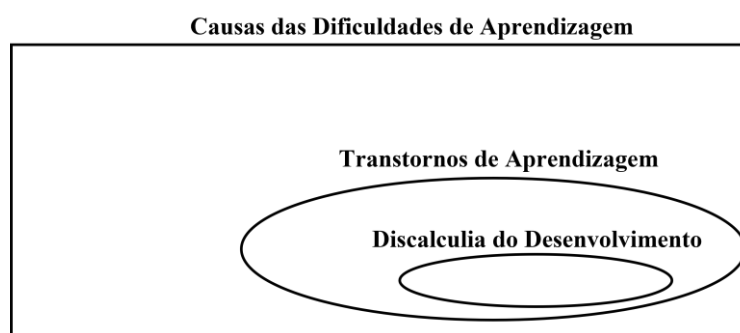 Causas das Dificuldades de Aprendizagem
Transtornos de Aprendizagem
Discalculia do Desenvolvimento